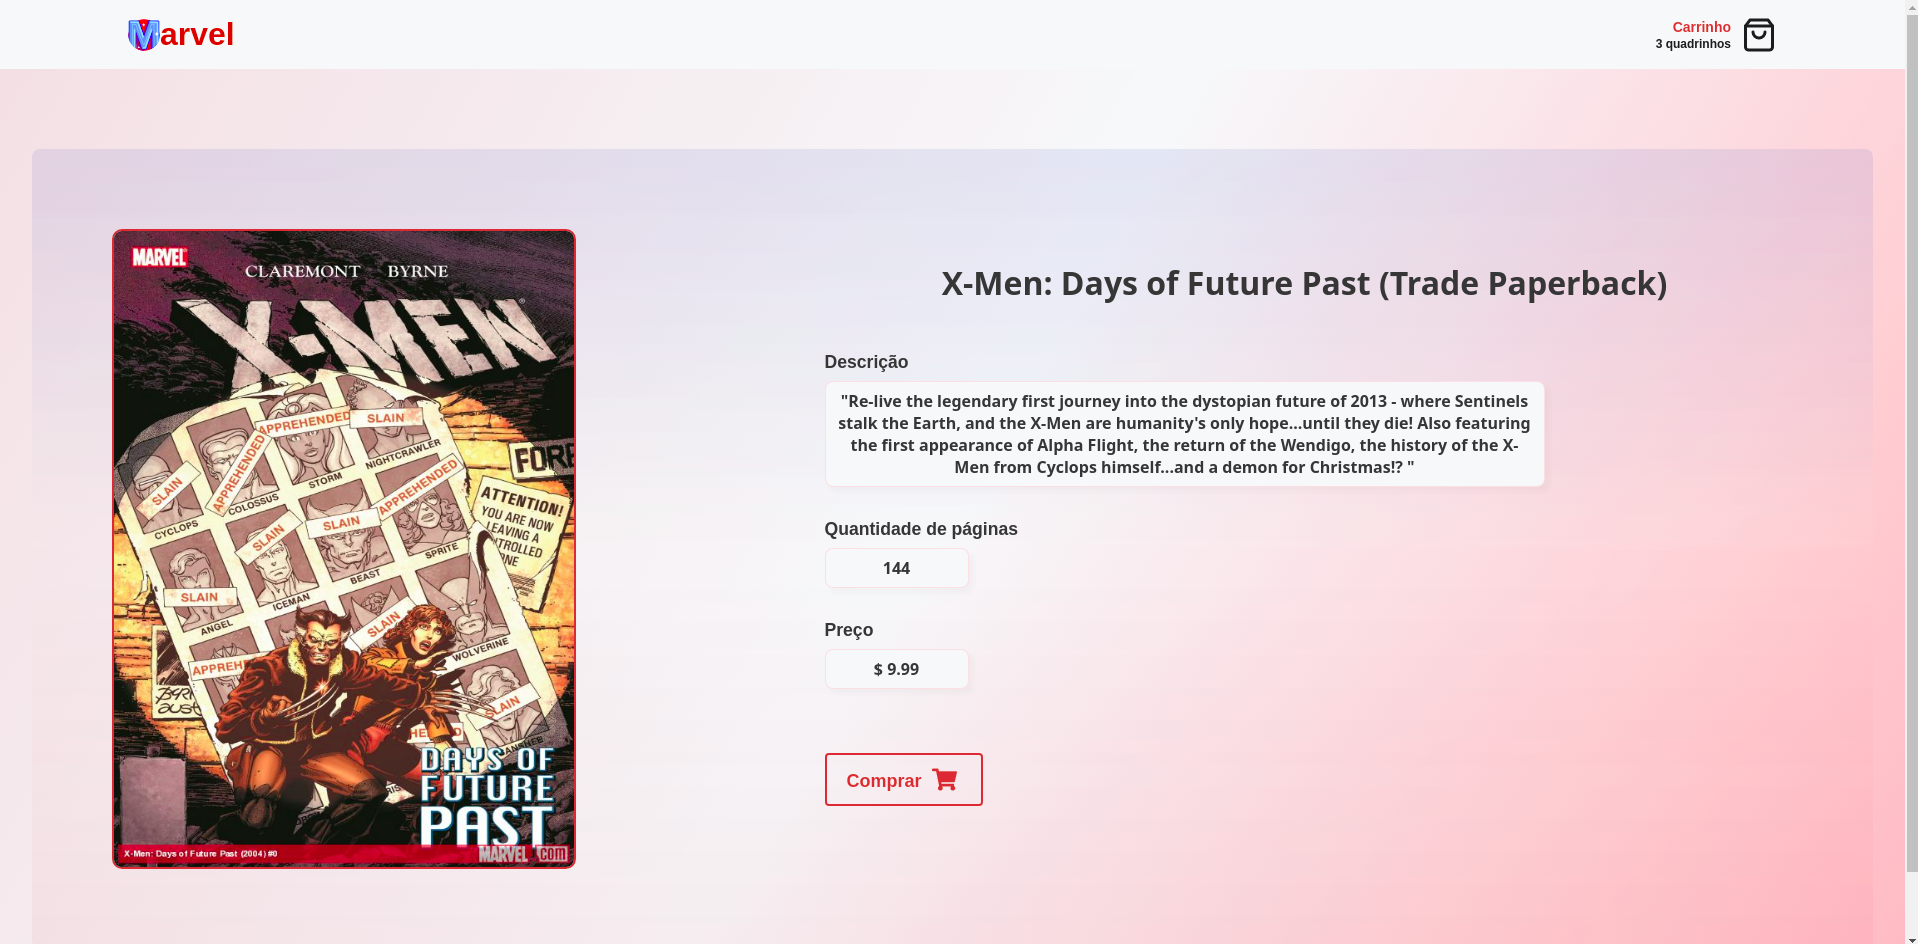 Marvel
Carrinho
3 quadrinhos
MARVEL
CLAREMONT BYRNE
X-MEN
X-Men: Days of Future Past (Trade Paperback)
Descrição
"Re-live the legendary first journey into the dystopian future of 2013 - where Sentinels
stalk the Earth, and the X-Men are humanity's only hope...until they die! Also featuring
the first appearance of Alpha Flight, the return of the Wendigo, the history of the X-
Men from Cyclops himself...and a demon for Christmas!? "
Quantidade de páginas
144
Preço
$ 9.99
Comprar
APPREHENDED
SLAIN
NIGHTCRAWLER
STORM
APPREHENDED
COLOSSUS
SLAIN
CYCLOPS
APPREHENDED
SPRITE
SLAIN
BEAST
SLAIN
ICEMAN
SLAIN
ANGEL
SLAIN
WOLVERINE
APPREHE
SLAIN
ANSHEE
FOR
ATTENTION!
YOU ARE NOW
LEAVING A
TROLLED
NE
DAYS OF
FUTURE
PAST
X-Men: Days of Future Past (2004) #0
MARVEL.com